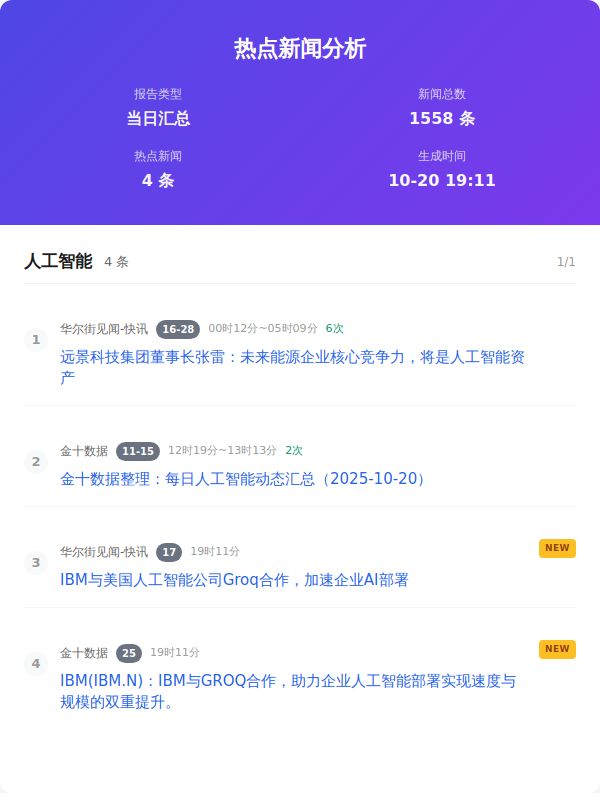 热点新闻分析
报告类型
当日汇总
新闻总数
1558 条
热点新闻
4 条
生成时间
10-20 19:11
人工智能 4 条 1/1
1
华尔街见闻-快讯 16-28 00时12分~05时09分 6次
远景科技集团董事长张雷：未来能源企业核心竞争力，将是人工智能资
产
2
金十数据 11-15 12时19分~13时13分 2次
金十数据整理：每日人工智能动态汇总（2025-10-20）
3
华尔街见闻-快讯 17 19时11分 NEW
IBM与美国人工智能公司Groq合作，加速企业AI部署
4
金十数据 25 19时11分 NEW
IBM(IBM.N)：IBM与GROQ合作，助力企业人工智能部署实现速度与
规模的双重提升。